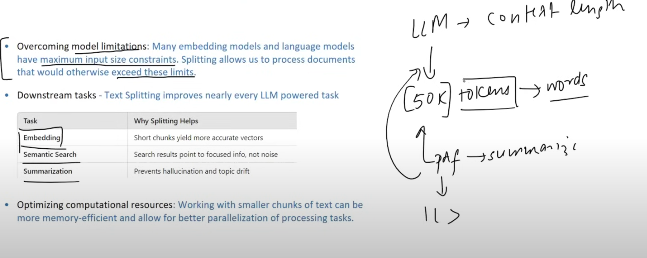 Overcoming model limitations: Many embedding models and language models
have maximum input size constraints. Splitting allows us to process documents
that would otherwise exceed these limits.
Downstream tasks - Text Splitting improves nearly every LLM powered task
Task Why Splitting Helps
Embedding Short chunks yield more accurate vectors
Semantic Search Search results point to focused info, not noise
Summarization Prevents hallucination and topic drift
Optimizing computational resources: Working with smaller chunks of text can be
more memory-efficient and allow for better parallelization of processing tasks.
LLM → context length
[50K] tokens → words
pdf → summarize